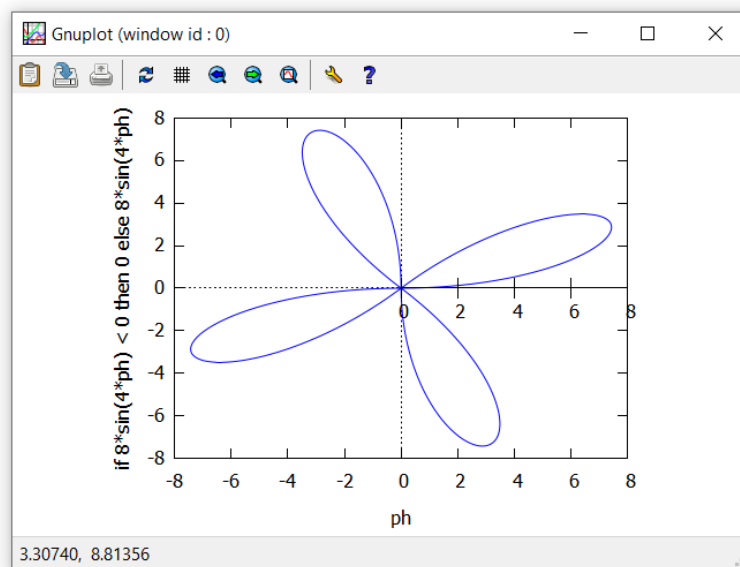 Gnuplot (window id : 0)
?
if 8*sin(4*ph) < 0 then 0 else 8*sin(4*ph)
8
6
4
2
0
-2
-4
-6
-8
0 2 4 6 8
-8 -6 -4 -2 0 2 4 6 8
ph
3.30740, 8.81356